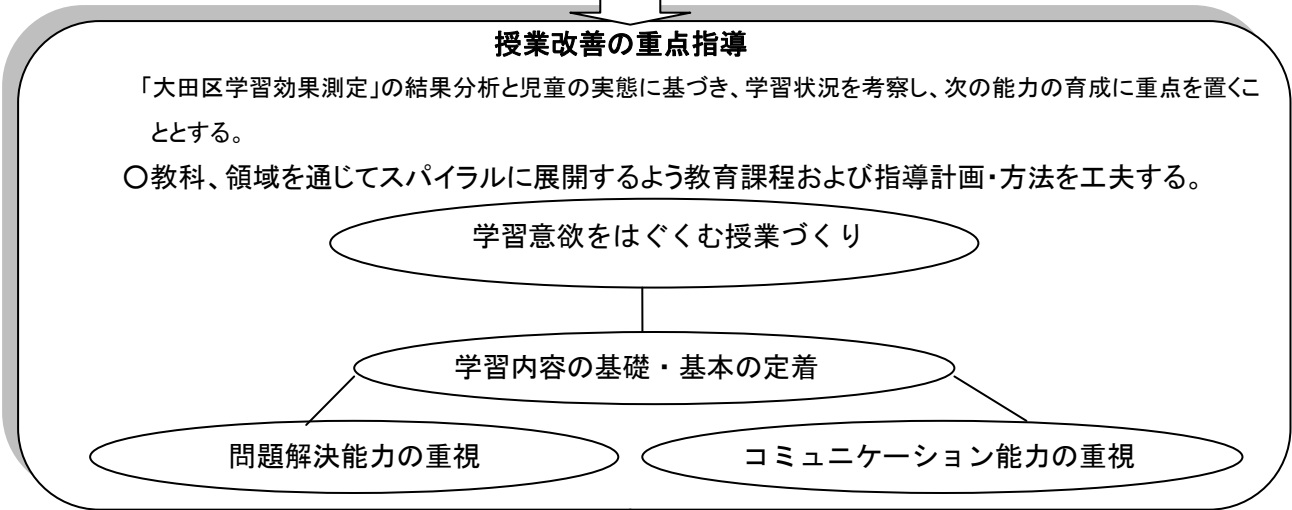 授業改善の重点指導
「大田区学習効果測定」の結果分析と児童の実態に基づき、学習状況を考察し、次の能力の育成に重点を置くこ
ととする。
〇教科、領域を通じてスパイラルに展開するよう教育課程および指導計画・方法を工夫する。
学習意欲をはぐくむ授業づくり
学習内容の基礎・基本の定着
問題解決能力の重視
コミュニケーション能力の重視